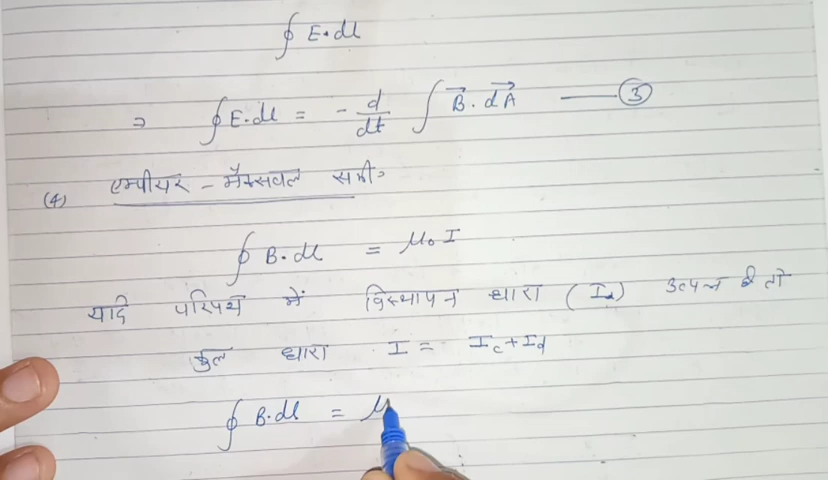 ∮ E·dl
⇒ ∮ E·dl = - d/dt ∫ B⃗ · dA⃗ —— ③
(4) एम्पीयर - मैक्सवेल समी॰
∮ B·dl = μ₀ I
यदि परिपथ में विस्थापन धारा (I_d) उत्पन्न है तो
कुल धारा I = I_c + I_d
∮ B·dl = μ